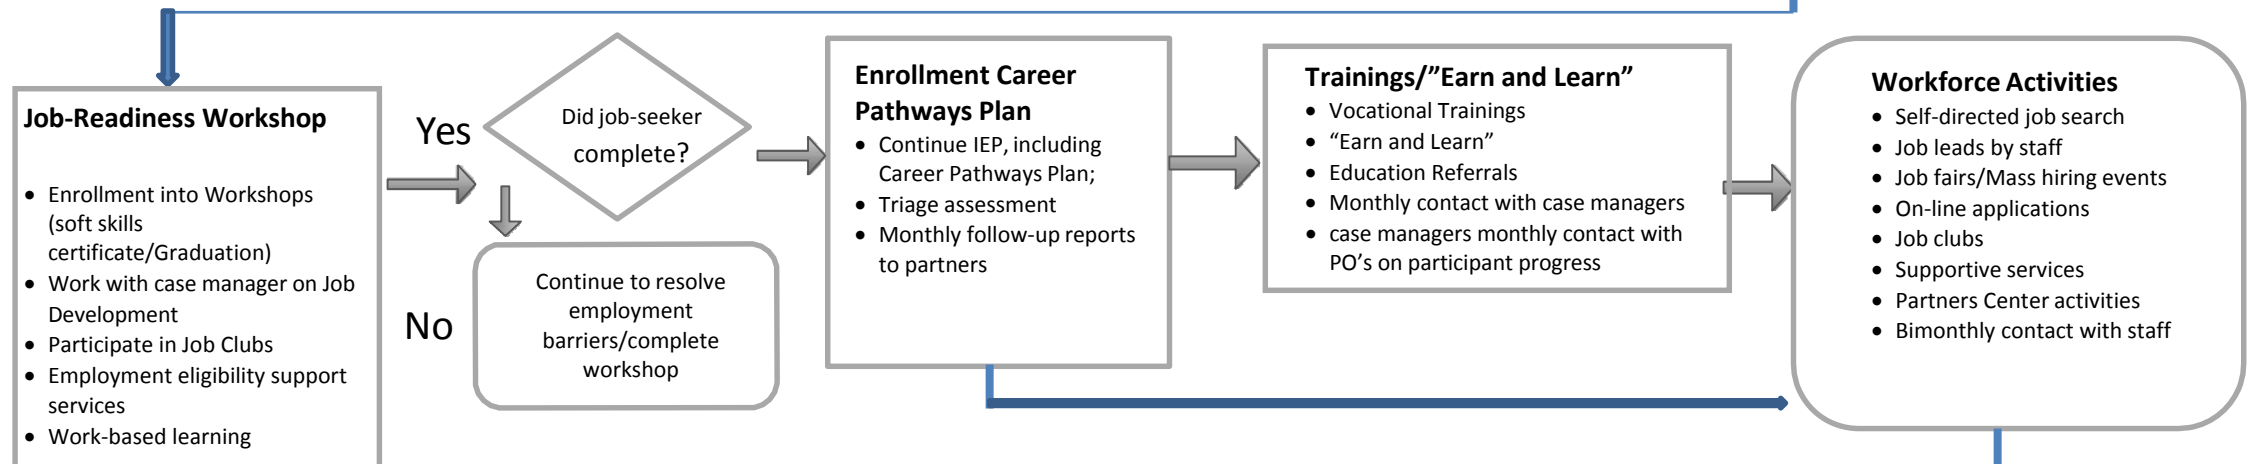 Job-Readiness Workshop
• Enrollment into Workshops
(soft skills
certificate/Graduation)
• Work with case manager on Job
Development
• Participate in Job Clubs
• Employment eligibility support
services
• Work-based learning
Yes
No
Did job-seeker
complete?
Continue to resolve
employment
barriers/complete
workshop
Enrollment Career
Pathways Plan
• Continue IEP, including
Career Pathways Plan;
• Triage assessment
• Monthly follow-up reports
to partners
Trainings/”Earn and Learn”
• Vocational Trainings
• “Earn and Learn”
• Education Referrals
• Monthly contact with case managers
• case managers monthly contact with
PO’s on participant progress
Workforce Activities
• Self-directed job search
• Job leads by staff
• Job fairs/Mass hiring events
• On-line applications
• Job clubs
• Supportive services
• Partners Center activities
• Bimonthly contact with staff